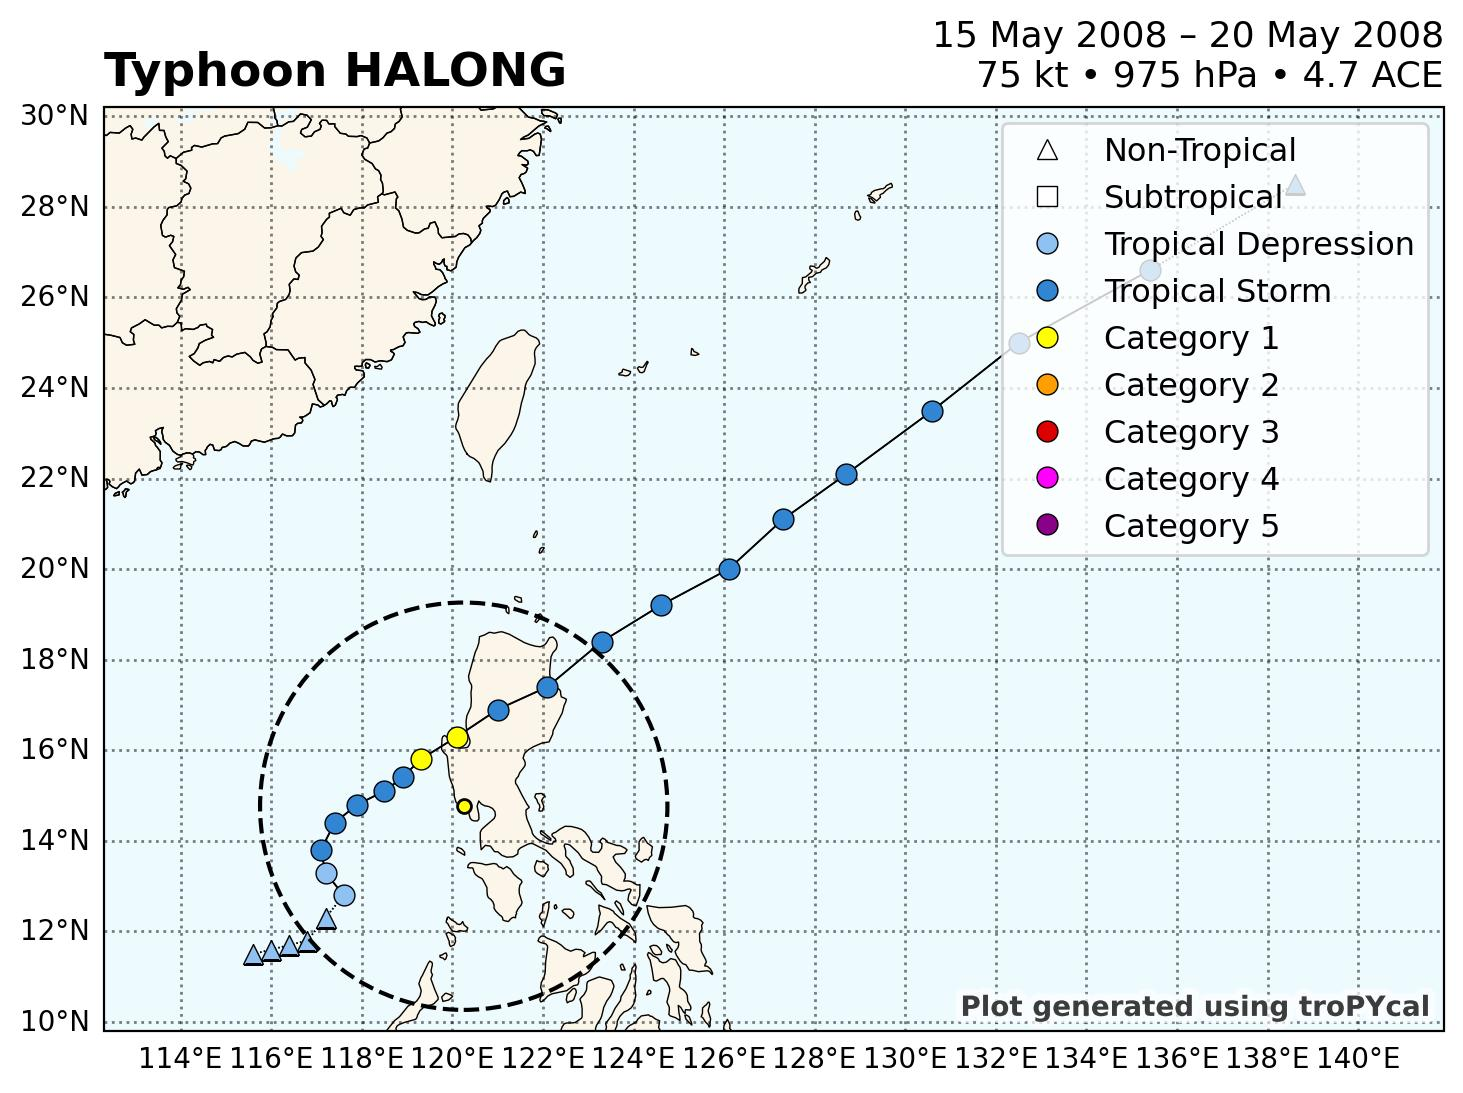 Typhoon HALONG
15 May 2008 – 20 May 2008
75 kt • 975 hPa • 4.7 ACE
30°N
28°N
26°N
24°N
22°N
20°N
18°N
16°N
14°N
12°N
10°N
Non-Tropical
Subtropical
Tropical Depression
Tropical Storm
Category 1
Category 2
Category 3
Category 4
Category 5
Plot generated using troPYcal
114°E 116°E 118°E 120°E 122°E 124°E 126°E 128°E 130°E 132°E 134°E 136°E 138°E 140°E